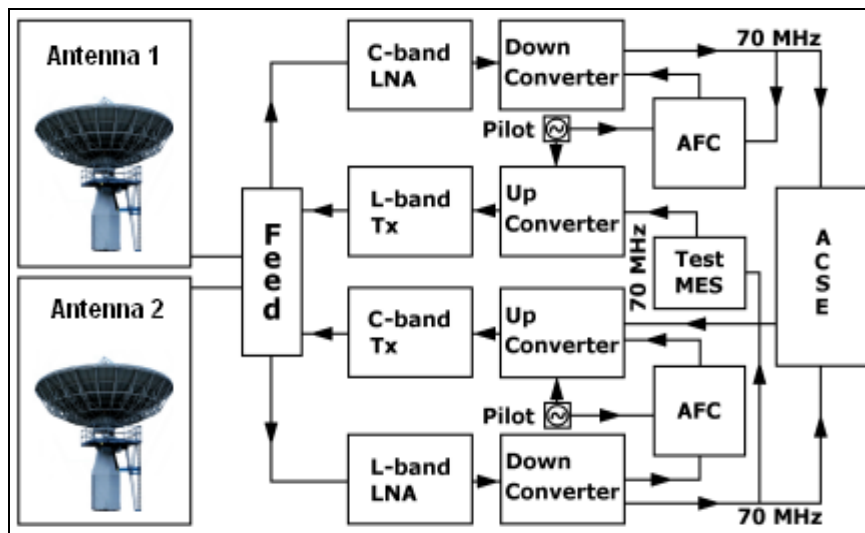 Antenna 1
Antenna 2
Feed
C-band
LNA
Down
Converter
70 MHz
Pilot
AFC
L-band
Tx
Up
Converter
70 MHz
Test
MES
ACSE
C-band
Tx
Up
Converter
Pilot
AFC
L-band
LNA
Down
Converter
70 MHz